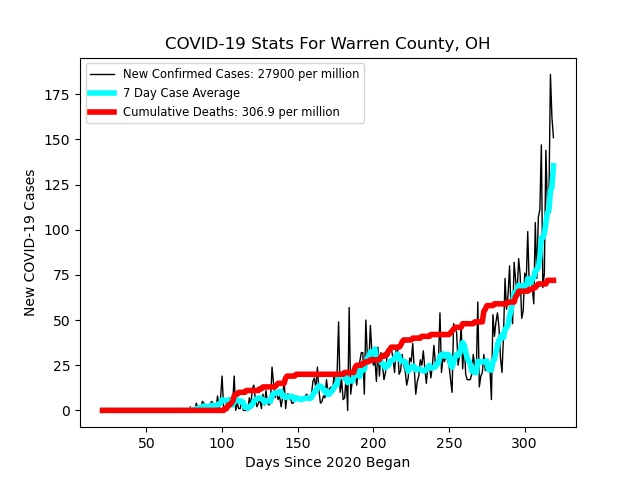 COVID-19 Stats For Warren County, OH
New Confirmed Cases: 27900 per million
7 Day Case Average
Cumulative Deaths: 306.9 per million
New COVID-19 Cases
175
150
125
100
75
50
25
0
50 100 150 200 250 300
Days Since 2020 Began